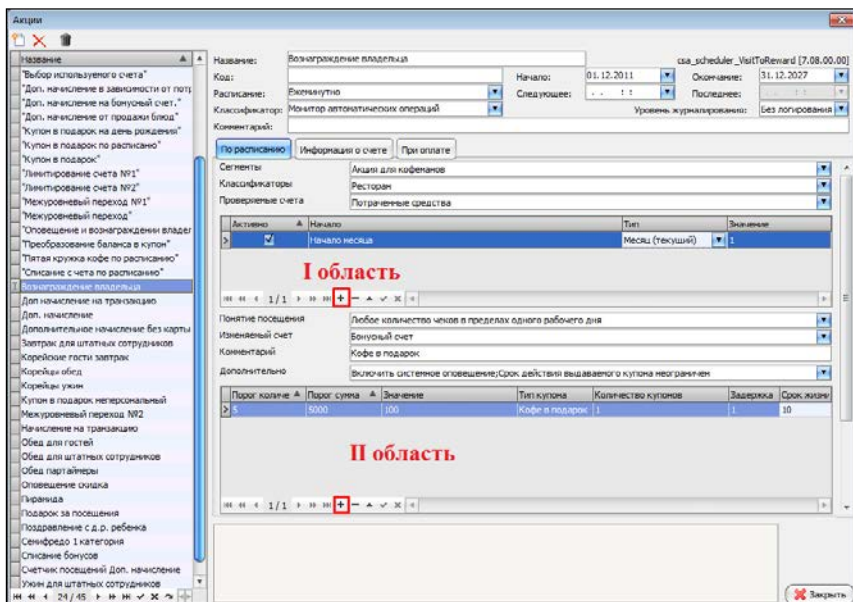 Акции
Название
"Выбор используемого счета"
"Доп. начисление в зависимости от потр
"Доп. начисление на бонусный счет."
"Доп. начисление от продажи блюд"
"Купон в подарок на день рождения"
"Купон в подарок по расписанию"
"Купон в подарок"
"Лимитирование счета №1"
"Лимитирование счета №2"
"Межуровневый переход №1"
"Межуровневый переход"
"Оповещение и вознаграждении владел
"Преобразование баланса в купон"
"Пятая кружка кофе по расписанию"
"Списание с чета по расписанию"
Вознаграждение владельца
Доп начисление на транзакцию
Доп. начисление
Дополнительное начисление без карты
Завтрак для штатных сотрудников
Корейские гости завтрак
Корейцы обед
Корейцы ужин
Купон в подарок неперсональный
Межуровневый переход №2
Начисление на транзакцию
Обед для гостей
Обед для штатных сотрудников
Обед партайнеры
Оповещение скидка
Пирамида
Подарок за посещения
Поздравление с д.р. ребенка
Семифредо 1 категория
Списание бонусов
Счетчик посещений Доп. начисление
Ужин для штатных сотрудников
24 / 45
Название: Вознаграждение владельца csa_scheduler_VisitToReward [7.08.00.00]
Код: Начало: 01.12.2011 Окончание: 31.12.2027
Расписание: Ежеминутно Следующее: . . : : Последнее: . . : :
Классификатор: Монитор автоматических операций Уровень журналирования: Без логирования
Комментарий:
По расписанию Информация о счете При оплате
Сегменты Акция для кофеманов
Классификаторы Ресторан
Проверяемые счета Потраченные средства
Активно Начало Тип Значение
Начало месяца Месяц (текущий) 1
I область
1 / 1
Понятие посещения Любое количество чеков в пределах одного рабочего дня
Изменяемый счет Бонусный счет
Комментарий Кофе в подарок
Дополнительно Включить системное оповещение;Срок действия выдаваемого купона неограничен
Порог количе Порог сумма Значение Тип купона Количество купонов Задержка Срок жизни
5 5000 100 Кофе в подарок 1 1 10
II область
1 / 1
Закрыть